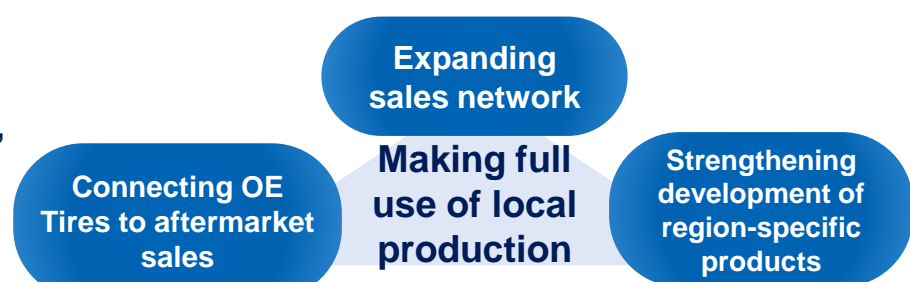 Expanding
sales network
Making full
use of local
production
Connecting OE
Tires to aftermarket
sales
Strengthening
development of
region-specific
products